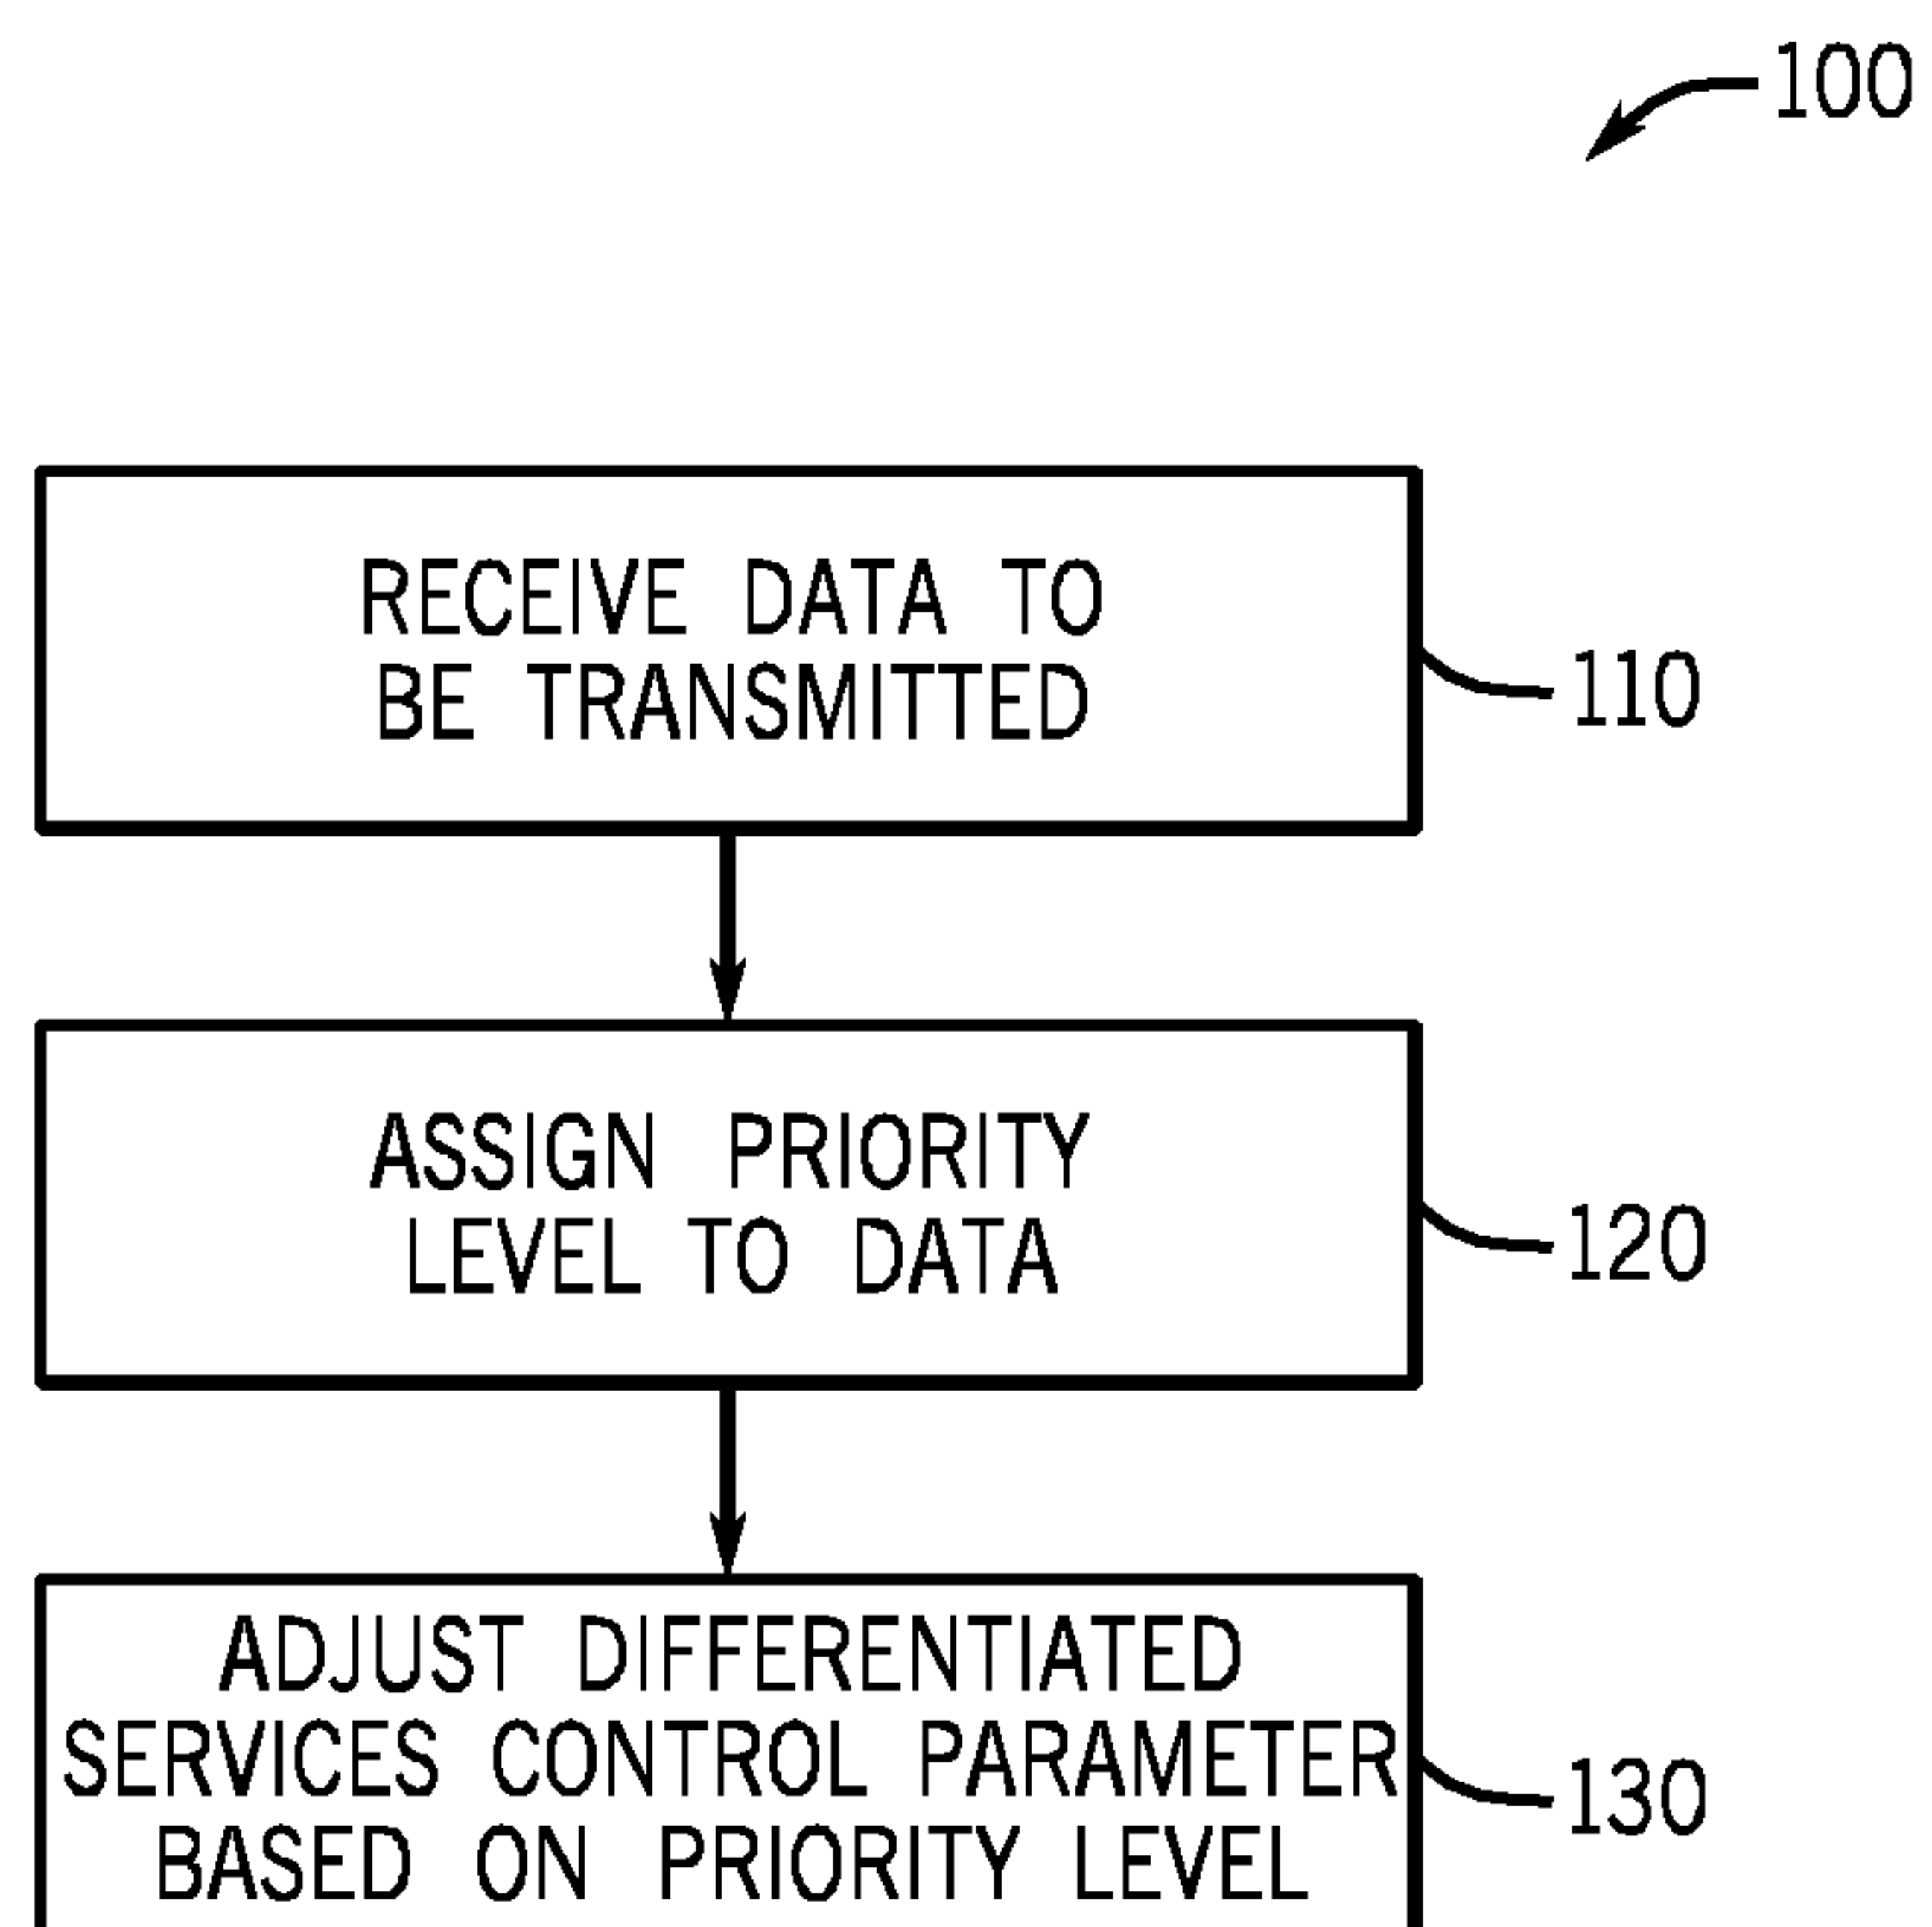 100
RECEIVE DATA TO
BE TRANSMITTED
110
ASSIGN PRIORITY
LEVEL TO DATA
120
ADJUST DIFFERENTIATED
SERVICES CONTROL PARAMETER
BASED ON PRIORITY LEVEL
130